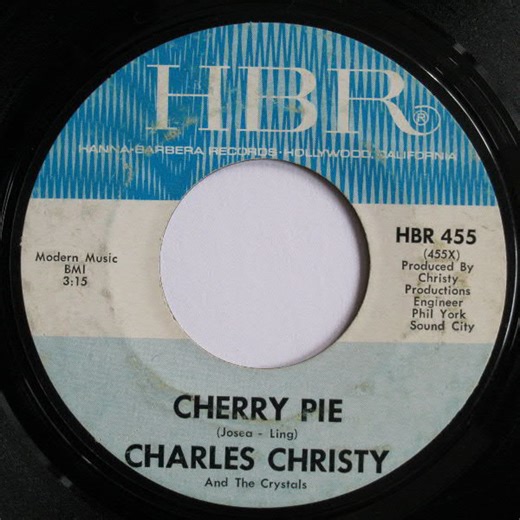 HBR®
HANNA-BARBERA RECORDS • HOLLYWOOD, CALIFORNIA
Modern Music
BMI
3:15
HBR 455
(455X)
Produced By
Christy
Productions
Engineer
Phil York
Sound City
CHERRY PIE
(Josea - Ling)
CHARLES CHRISTY
And The Crystals